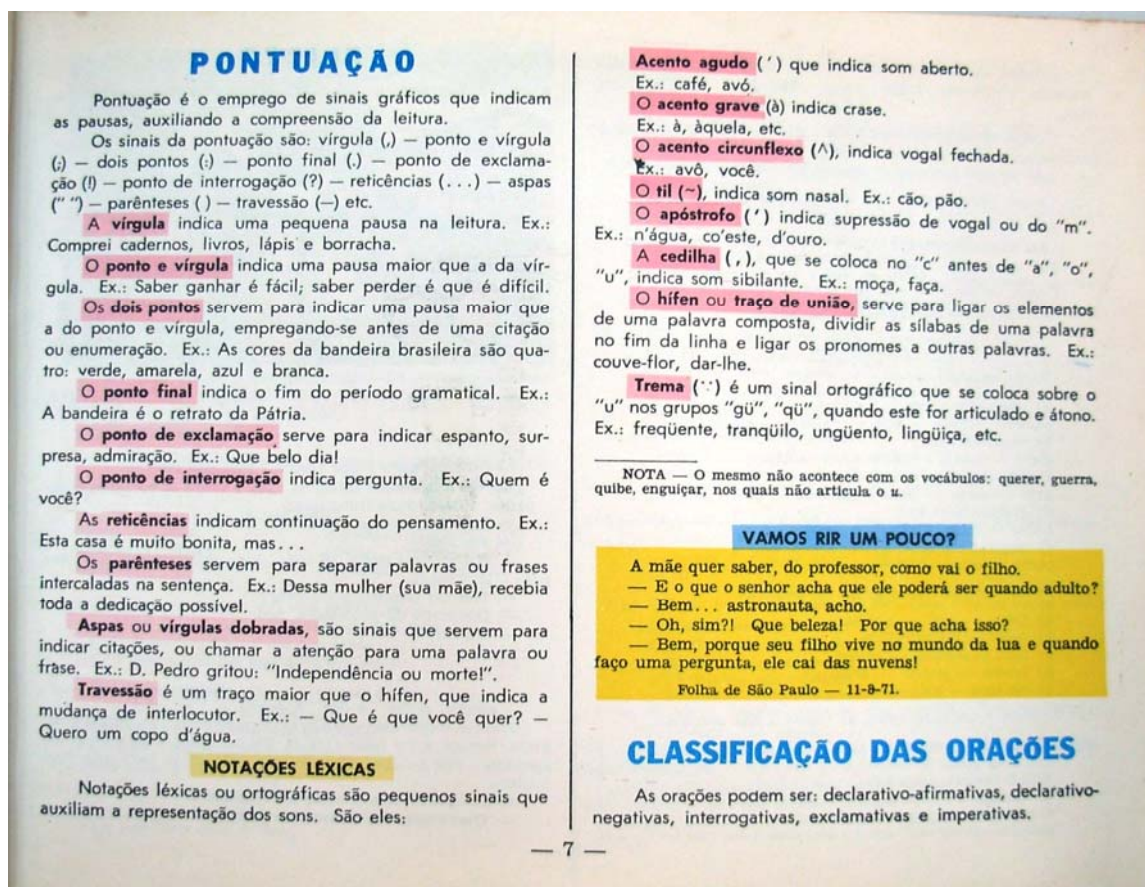 PONTUAÇÃO
Pontuação é o emprego de sinais gráficos que indicam
as pausas, auxiliando a compreensão da leitura.
Os sinais da pontuação são: vírgula (,) — ponto e vírgula
(;) — dois pontos (:) — ponto final (.) — ponto de exclama-
ção (!) — ponto de interrogação (?) — reticências (...) — aspas
(" ") — parênteses ( ) — travessão (—) etc.
A vírgula indica uma pequena pausa na leitura. Ex.:
Comprei cadernos, livros, lápis e borracha.
O ponto e vírgula indica uma pausa maior que a da vír-
gula. Ex.: Saber ganhar é fácil; saber perder é que é difícil.
Os dois pontos servem para indicar uma pausa maior que
a do ponto e vírgula, empregando-se antes de uma citação
ou enumeração. Ex.: As cores da bandeira brasileira são qua-
tro: verde, amarela, azul e branca.
O ponto final indica o fim do período gramatical. Ex.:
A bandeira é o retrato da Pátria.
O ponto de exclamação serve para indicar espanto, sur-
presa, admiração. Ex.: Que belo dia!
O ponto de interrogação indica pergunta. Ex.: Quem é
você?
As reticências indicam continuação do pensamento. Ex.:
Esta casa é muito bonita, mas...
Os parênteses servem para separar palavras ou frases
intercaladas na sentença. Ex.: Dessa mulher (sua mãe), recebia
toda a dedicação possível.
Aspas ou vírgulas dobradas, são sinais que servem para
indicar citações, ou chamar a atenção para uma palavra ou
frase. Ex.: D. Pedro gritou: "Independência ou morte!".
Travessão é um traço maior que o hífen, que indica a
mudança de interlocutor. Ex.: — Que é que você quer? —
Quero um copo d'água.
NOTAÇÕES LÉXICAS
Notações léxicas ou ortográficas são pequenos sinais que
auxiliam a representação dos sons. São eles:
Acento agudo (´) que indica som aberto.
Ex.: café, avó.
O acento grave (à) indica crase.
Ex.: à, àquela, etc.
O acento circunflexo (^), indica vogal fechada.
Ex.: avô, você.
O til (~), indica som nasal. Ex.: cão, pão.
O apóstrofo (') indica supressão de vogal ou do "m".
Ex.: n'água, co'este, d'ouro.
A cedilha (,), que se coloca no "c" antes de "a", "o",
"u", indica som sibilante. Ex.: moça, faça.
O hífen ou traço de união, serve para ligar os elementos
de uma palavra composta, dividir as sílabas de uma palavra
no fim da linha e ligar os pronomes a outras palavras. Ex.:
couve-flor, dar-lhe.
Trema (¨) é um sinal ortográfico que se coloca sobre o
"u" nos grupos "gü", "qü", quando este for articulado e átono.
Ex.: freqüente, tranqüilo, ungüento, lingüiça, etc.
NOTA — O mesmo não acontece com os vocábulos: querer, guerra,
quibe, enguiçar, nos quais não articula o u.
VAMOS RIR UM POUCO?
A mãe quer saber, do professor, como vai o filho.
— E o que o senhor acha que ele poderá ser quando adulto?
— Bem... astronauta, acho.
— Oh, sim?! Que beleza! Por que acha isso?
— Bem, porque seu filho vive no mundo da lua e quando
faço uma pergunta, ele cai das nuvens!
Folha de São Paulo — 11-8-71.
CLASSIFICAÇÃO DAS ORAÇÕES
As orações podem ser: declarativo-afirmativas, declarativo-
negativas, interrogativas, exclamativas e imperativas.
— 7 —